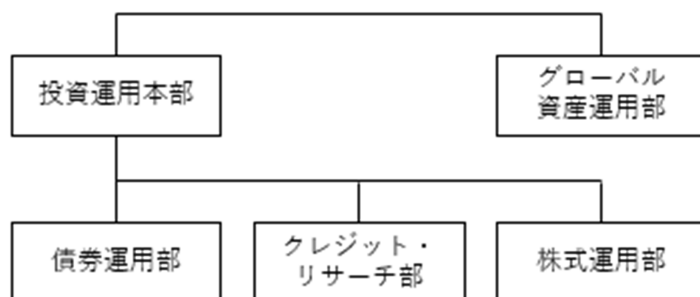 投資運用本部
グローバル
資産運用部
債券運用部
クレジット・
リサーチ部
株式運用部